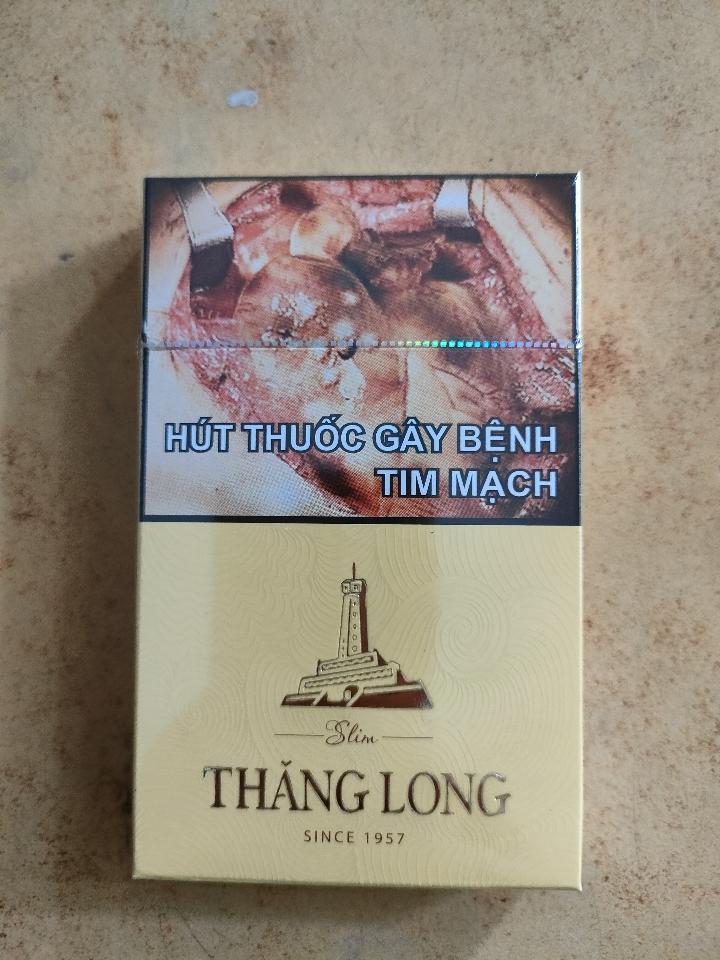 HÚT THUỐC GÂY BỆNH
TIM MẠCH
Slim
THĂNG LONG
SINCE 1957